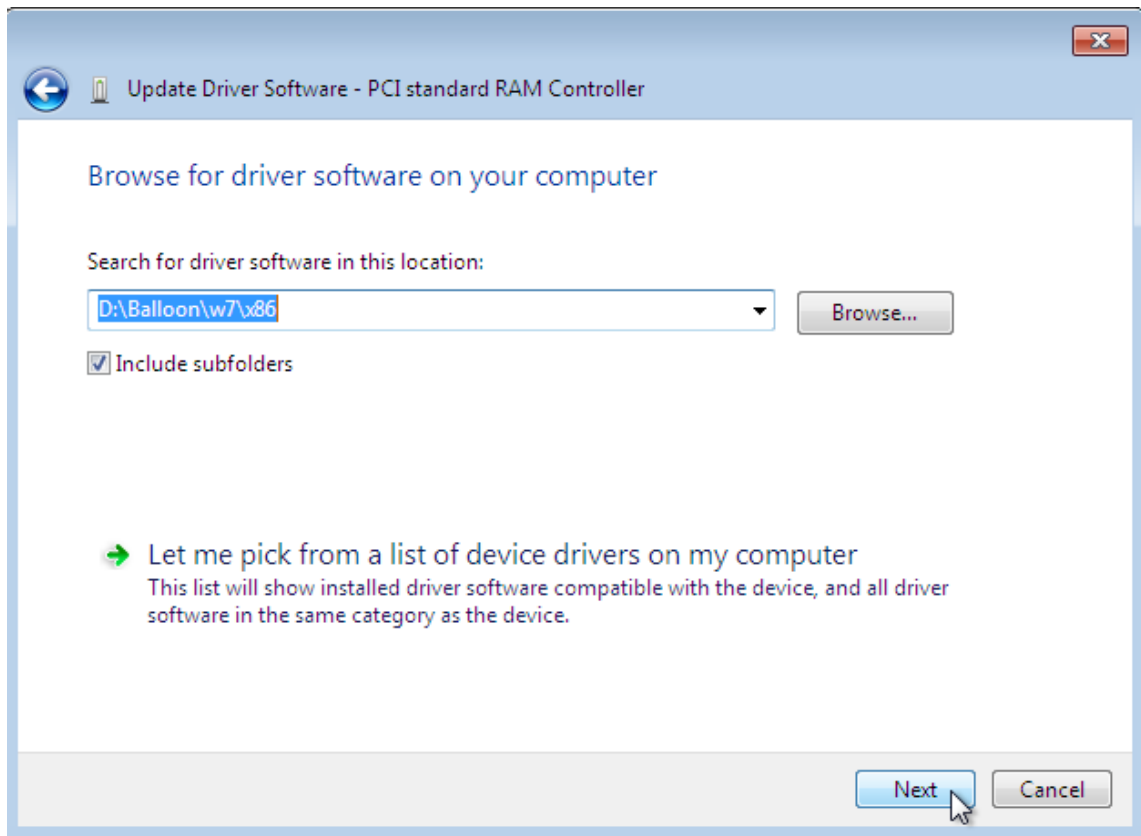 Update Driver Software - PCI standard RAM Controller
Browse for driver software on your computer
Search for driver software in this location:
D:\Balloon\w7\x86
Browse...
Include subfolders
Let me pick from a list of device drivers on my computer
This list will show installed driver software compatible with the device, and all driver
software in the same category as the device.
Next
Cancel